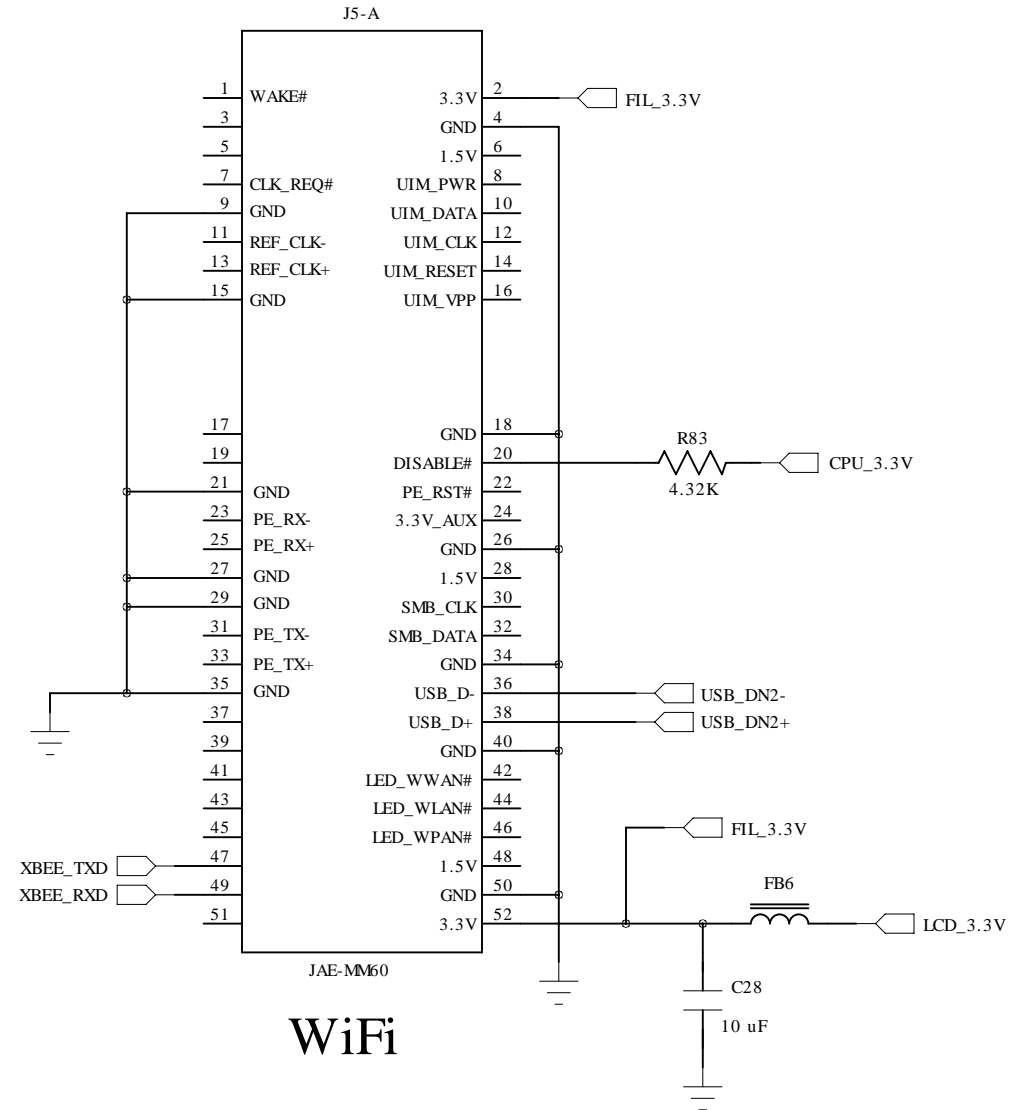 J5-A
1 WAKE# 3.3V 2 FIL_3.3V
3 GND 4
5 1.5V 6
7 CLK_REQ# UIM_PWR 8
9 GND UIM_DATA 10
11 REF_CLK- UIM_CLK 12
13 REF_CLK+ UIM_RESET 14
15 GND UIM_VPP 16
17 GND 18
R83
19 DISABLE# 20 CPU_3.3V
4.32K
21 GND PE_RST# 22
23 PE_RX- 3.3V_AUX 24
25 PE_RX+ GND 26
27 GND 1.5V 28
29 GND SMB_CLK 30
31 PE_TX- SMB_DATA 32
33 PE_TX+ GND 34
35 GND USB_D- 36 USB_DN2-
37 USB_D+ 38 USB_DN2+
39 GND 40
41 LED_WWAN# 42
43 LED_WLAN# 44
45 LED_WPAN# 46
FIL_3.3V
XBEE_TXD 47 1.5V 48
XBEE_RXD 49 GND 50
FB6
51 3.3V 52 LCD_3.3V
JAE-MM60
C28
10 uF
WiFi